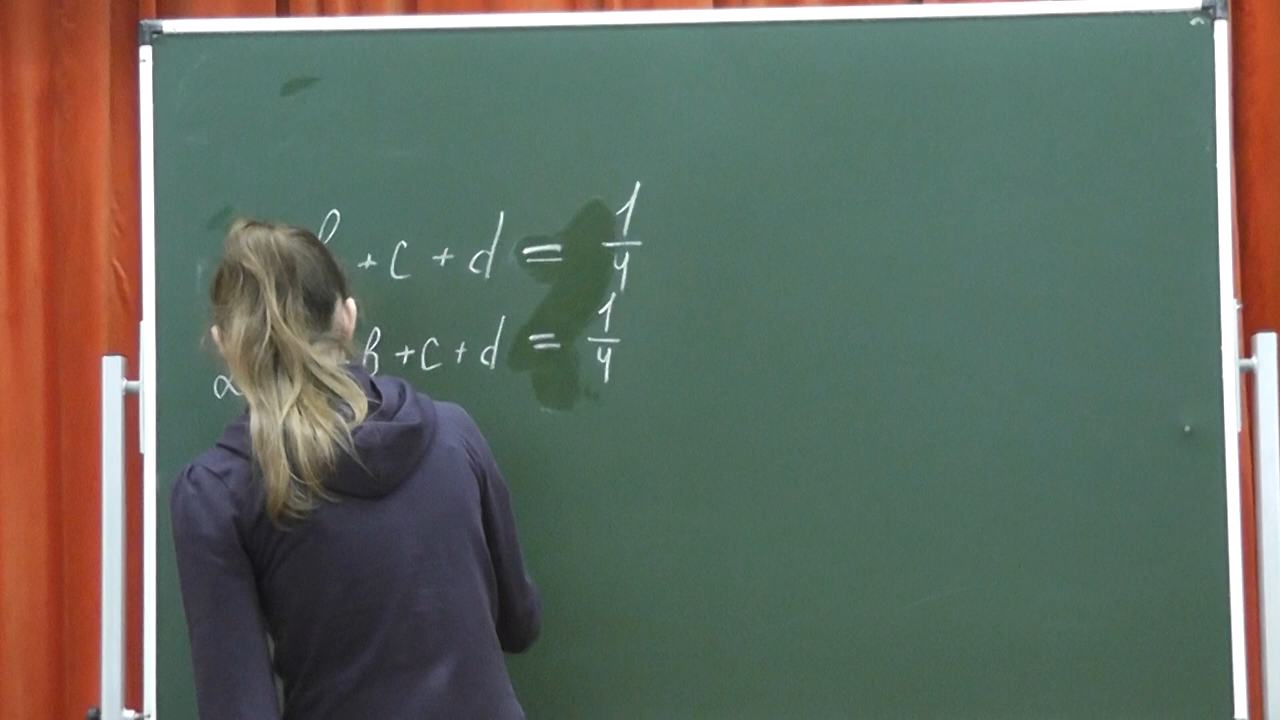 b + c + d = 1/4
α b + c + d = 1/4